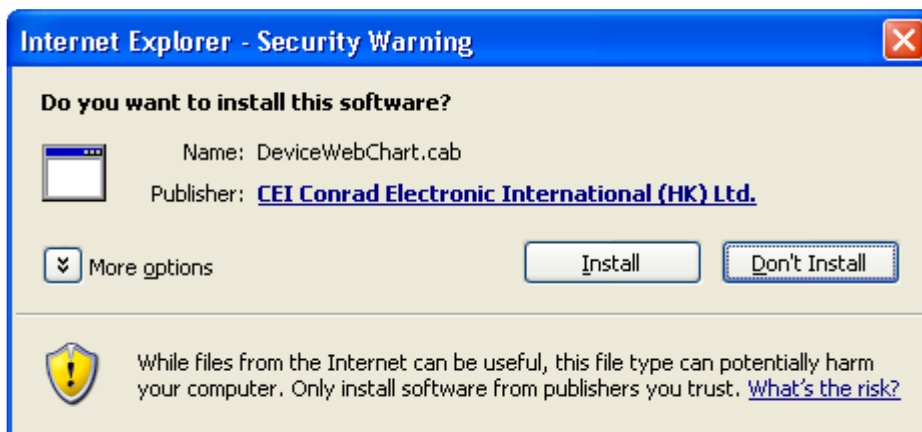 Internet Explorer - Security Warning
Do you want to install this software?
Name: DeviceWebChart.cab
Publisher: CEI Conrad Electronic International (HK) Ltd.
More options
Install
Don't Install
While files from the Internet can be useful, this file type can potentially harm
your computer. Only install software from publishers you trust. What's the risk?